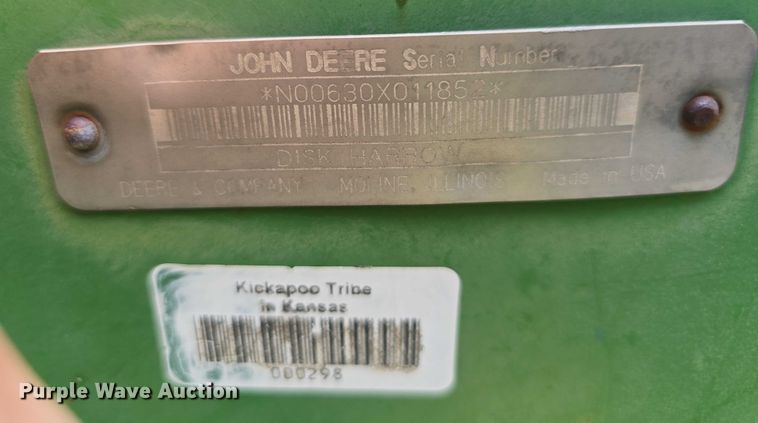 JOHN DEERE Serial Number
*N00630X011852*
DISK HARROW
DEERE & COMPANY MOLINE, ILLINOIS Made in USA
Kickapoo Tribe
in Kansas
000298
Purple Wave Auction